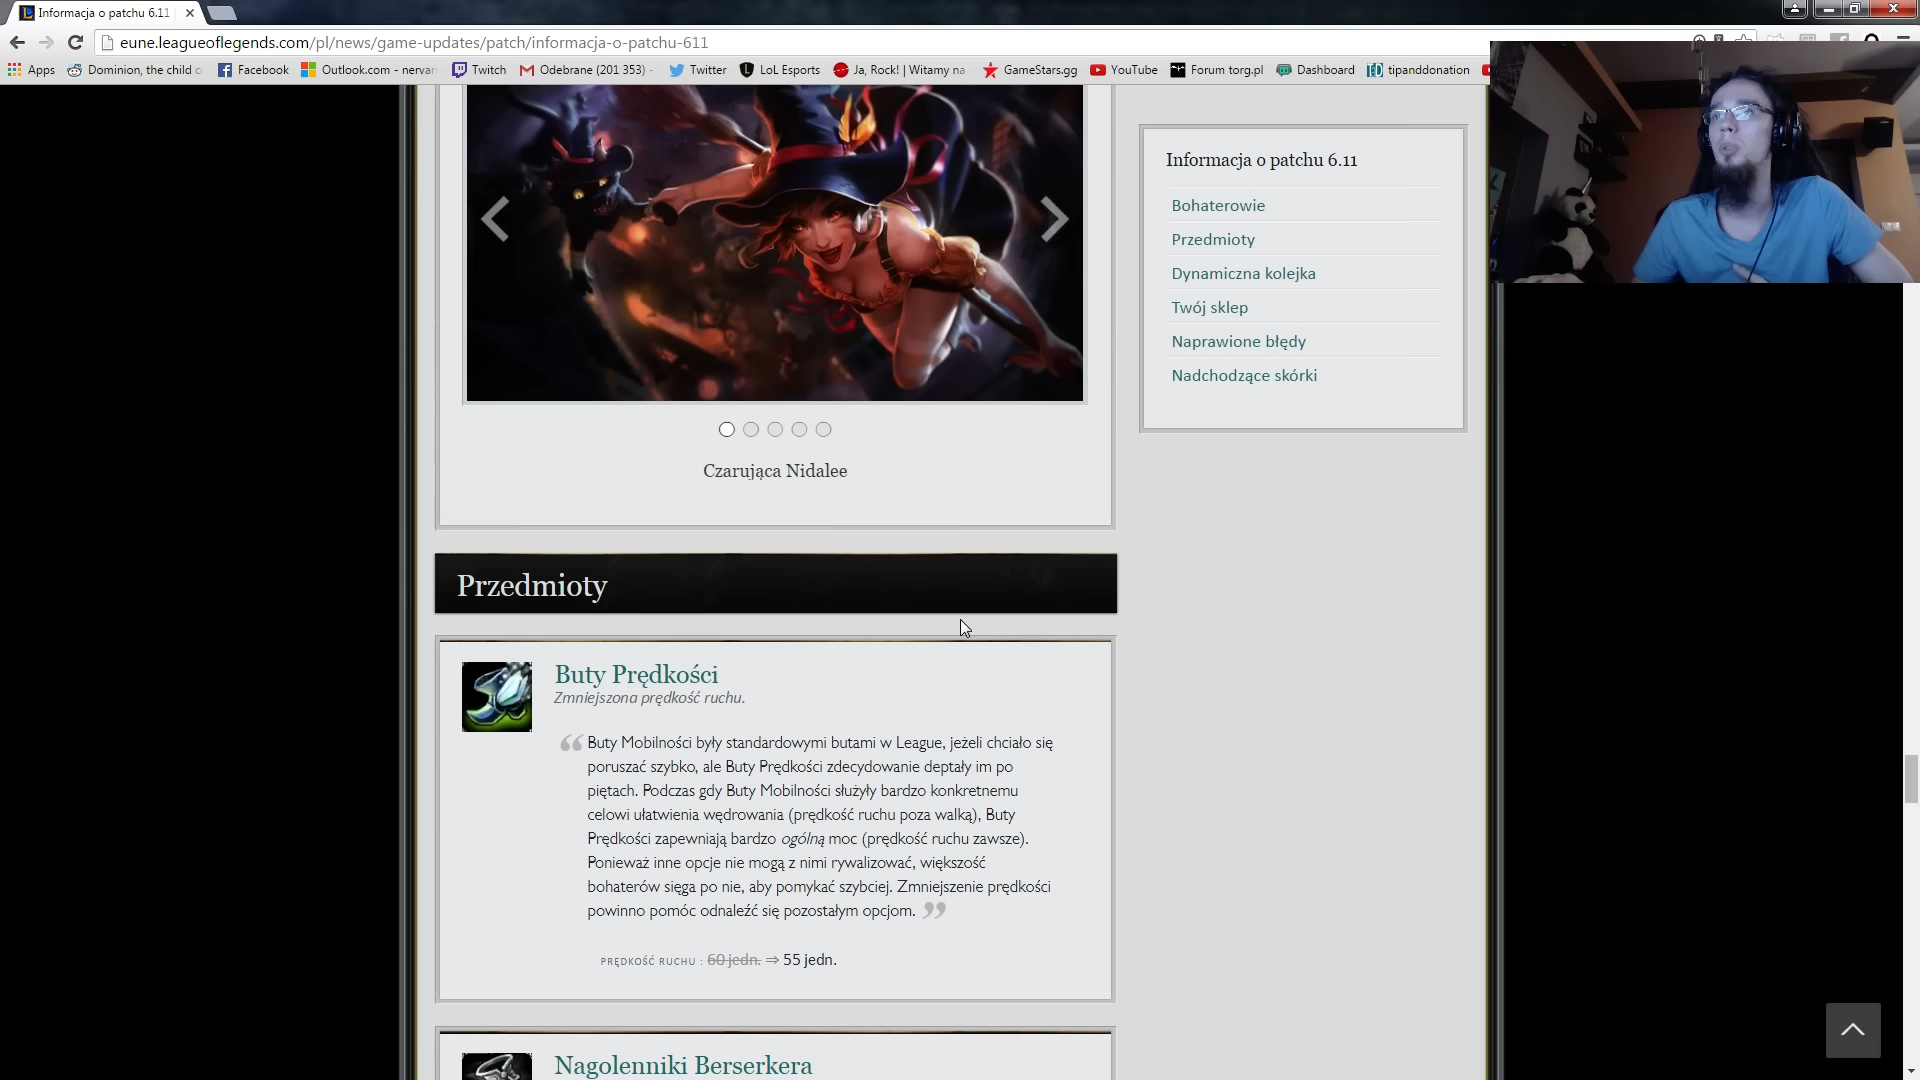 Informacja o patchu 6.11
eune.leagueoflegends.com/pl/news/game-updates/patch/informacja-o-patchu-611
Apps
Dominion, the child o
Facebook
Outlook.com - nervar
Twitch
Odebrane (201 353) -
Twitter
LoL Esports
Ja, Rock! | Witamy na
GameStars.gg
YouTube
Forum torg.pl
Dashboard
tipanddonation
Czarująca Nidalee
Informacja o patchu 6.11
Bohaterowie
Przedmioty
Dynamiczna kolejka
Twój sklep
Naprawione błędy
Nadchodzące skórki
Przedmioty
Buty Prędkości
Zmniejszona prędkość ruchu.
“ Buty Mobilności były standardowymi butami w League, jeżeli chciało się
poruszać szybko, ale Buty Prędkości zdecydowanie deptały im po
piętach. Podczas gdy Buty Mobilności służyły bardzo konkretnemu
celowi ułatwienia wędrowania (prędkość ruchu poza walką), Buty
Prędkości zapewniają bardzo ogólną moc (prędkość ruchu zawsze).
Ponieważ inne opcje nie mogą z nimi rywalizować, większość
bohaterów sięga po nie, aby pomykać szybciej. Zmniejszenie prędkości
powinno pomóc odnaleźć się pozostałym opcjom. ”
PRĘDKOŚĆ RUCHU : 60 jedn. ⇒ 55 jedn.
Nagolenniki Berserkera